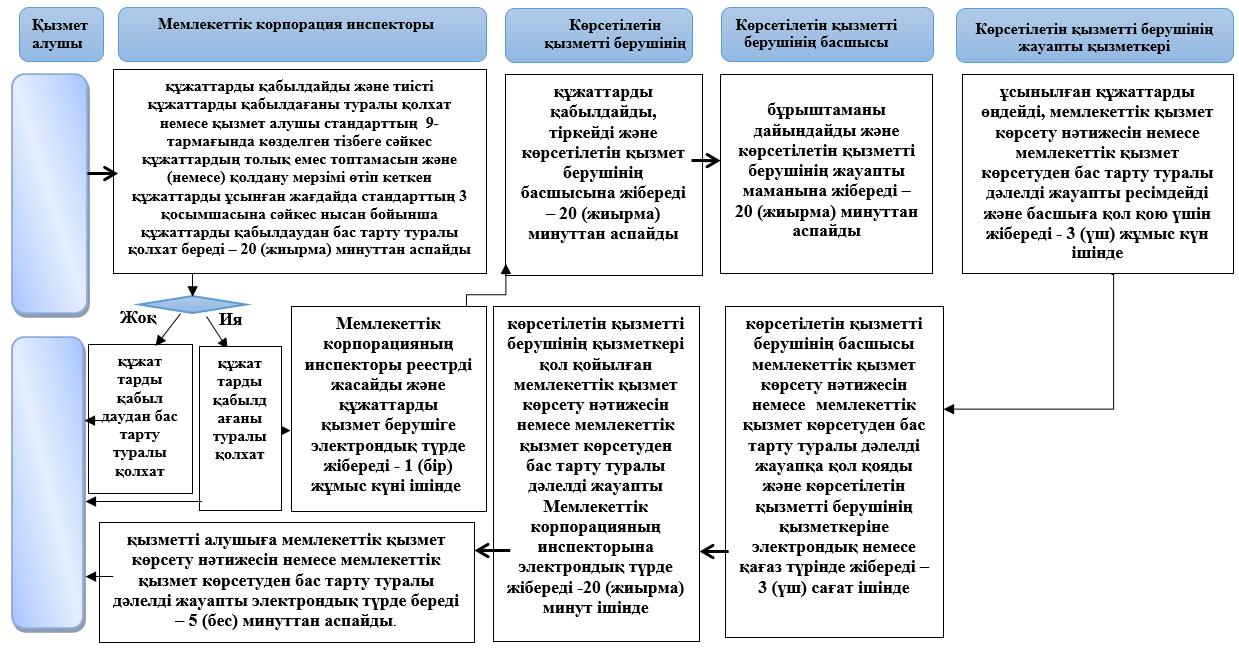 Қызмет
алушы
Мемлекеттік корпорация инспекторы
Көрсетілетін
қызметті берушінің
Көрсетілетін қызметті
берушінің басшысы
Көрсетілетін қызметті берушінің
жауапты қызметкері
құжаттарды қабылдайды және тиісті
құжаттарды қабылдағаны туралы қолхат
немесе қызмет алушы стандарттың 9-
тармағында көзделген тізбеге сәйкес
құжаттардың толық емес топтамасын және
(немесе) қолдану мерзімі өтіп кеткен
құжаттарды ұсынған жағдайда стандарттың 3
қосымшасына сәйкес нысан бойынша
құжаттарды қабылдаудан бас тарту туралы
қолхат береді – 20 (жиырма) минуттан аспайды
құжаттарды
қабылдайды,
тіркейді және
көрсетілетін қызмет
берушінің
басшысына жібереді
– 20 (жиырма)
минуттан аспайды
бұрыштаманы
дайындайды және
көрсетілетін қызметті
берушінің жауапты
маманына жібереді –
20 (жиырма) минуттан
аспайды
ұсынылған құжаттарды
өңдейді, мемлекеттік қызмет
көрсету нәтижесін немесе
мемлекеттік қызмет
көрсетуден бас тарту туралы
дәлелді жауапты ресімдейді
және басшыға қол қою үшін
жібереді - 3 (үш) жұмыс күн
ішінде
Жоқ
Ия
құжат
тарды
қабыл
даудан бас
тарту
туралы
қолхат
құжат
тарды
қабылд
ағаны
туралы
қолхат
Мемлекеттік
корпорацияның
инспекторы реестрді
жасайды және
құжаттарды
қызмет берушіге
электрондық түрде
жібереді - 1 (бір)
жұмыс күні ішінде
көрсетілетін қызметті
берушінің қызметкері
қол қойылған
мемлекеттік қызмет
көрсету нәтижесін
немесе мемлекеттік
қызмет көрсетуден
бас тарту туралы
дәлелді жауапты
Мемлекеттік
корпорацияның
инспекторына
электрондық түрде
жібереді -20 (жиырма)
минут ішінде
көрсетілетін қызметті
берушінің басшысы
мемлекеттік қызмет
көрсету нәтижесін
немесе мемлекеттік
қызмет көрсетуден бас
тарту туралы дәлелді
жауапқа қол қояды
және көрсетілетін
қызметті берушінің
қызметкеріне
электрондық немесе
қағаз түрінде жібереді –
3 (үш) сағат ішінде
қызметті алушыға мемлекеттік қызмет
көрсету нәтижесін немесе мемлекеттік
қызмет көрсетуден бас тарту туралы
дәлелді жауапты электрондық түрде береді
– 5 (бес) минуттан аспайды.